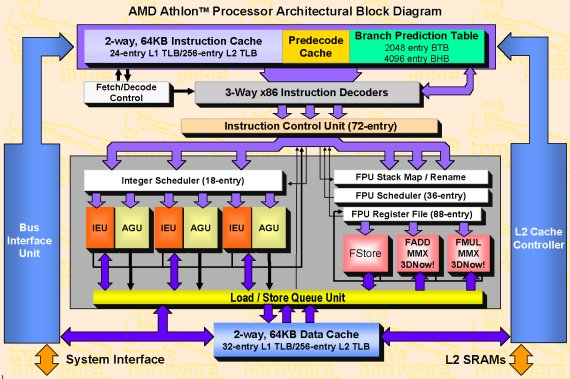 AMD Athlon™ Processor Architectural Block Diagram
2-way, 64KB Instruction Cache
24-entry L1 TLB/256-entry L2 TLB
Predecode
Cache
Branch Prediction Table
2048 entry BTB
4096 entry BHB
Fetch/Decode
Control
3-Way x86 Instruction Decoders
Instruction Control Unit (72-entry)
Integer Scheduler (18-entry)
FPU Stack Map / Rename
FPU Scheduler (36-entry)
FPU Register File (88-entry)
Bus
Interface
Unit
IEU
AGU
IEU
AGU
IEU
AGU
FStore
FADD
MMX
3DNow!
FMUL
MMX
3DNow!
L2 Cache
Controller
Load / Store Queue Unit
2-way, 64KB Data Cache
32-entry L1 TLB/256-entry L2 TLB
System Interface
L2 SRAMs